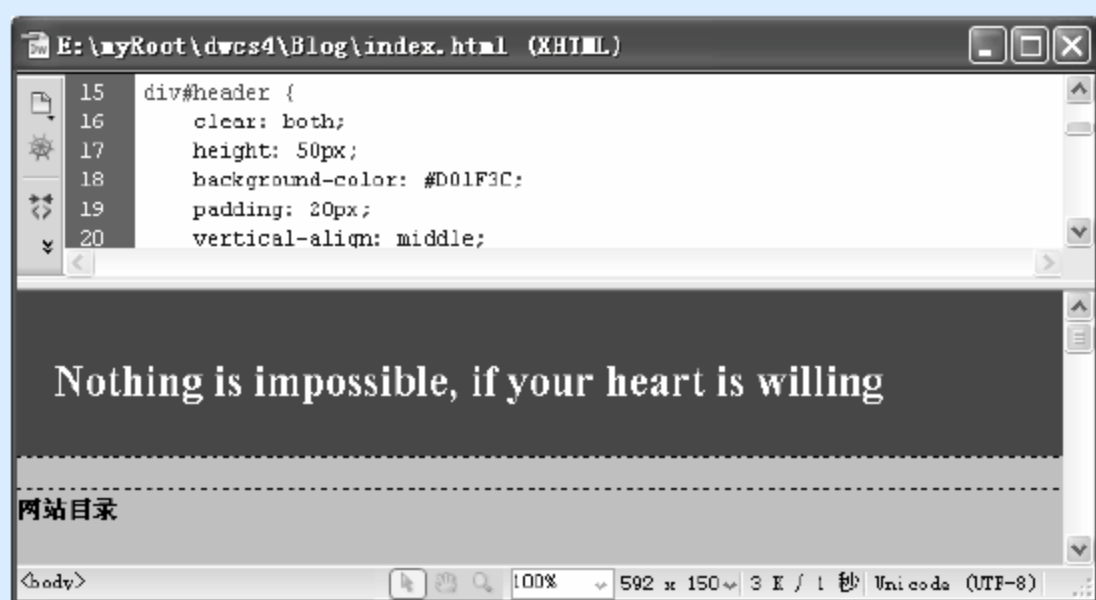 E:\myRoot\dwcs4\Blog\index.html (XHTML)
15 div#header {
16 clear: both;
17 height: 50px;
18 background-color: #D01F3C;
19 padding: 20px;
20 vertical-align: middle;
Nothing is impossible, if your heart is willing
网站目录
<body> 100% 592 x 150 3 K / 1 秒 Unicode (UTF-8)